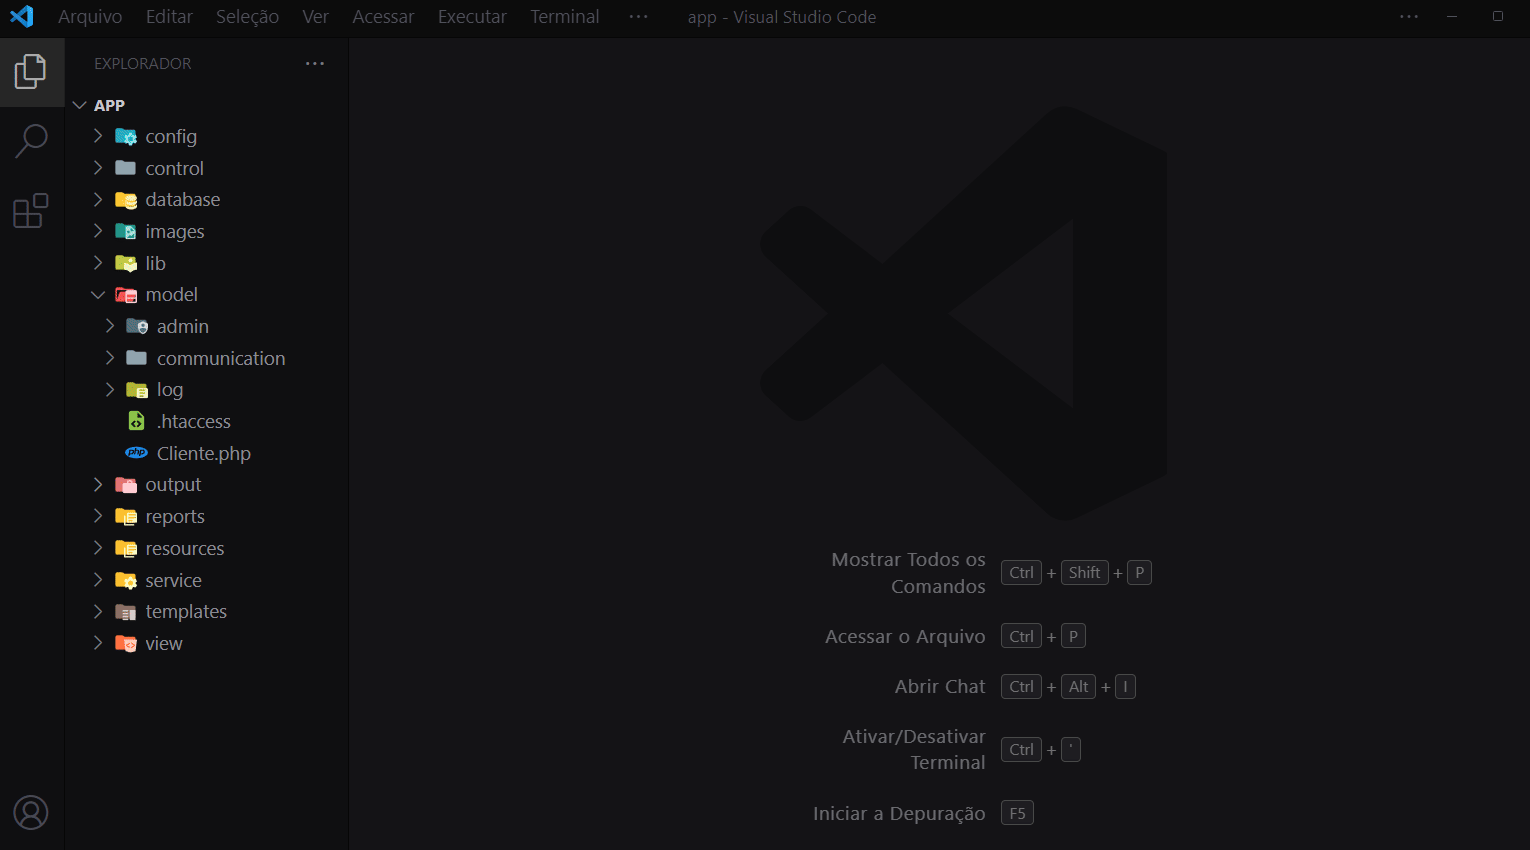 Arquivo Editar Seleção Ver Acessar Executar Terminal ··· app - Visual Studio Code ···
EXPLORADOR ···
APP
config
control
database
images
lib
model
admin
communication
log
.htaccess
php Cliente.php
output
reports
resources
service
templates
view
Mostrar Todos os
Comandos
Ctrl + Shift + P
Acessar o Arquivo Ctrl + P
Abrir Chat Ctrl + Alt + I
Ativar/Desativar
Terminal
Ctrl + '
Iniciar a Depuração F5